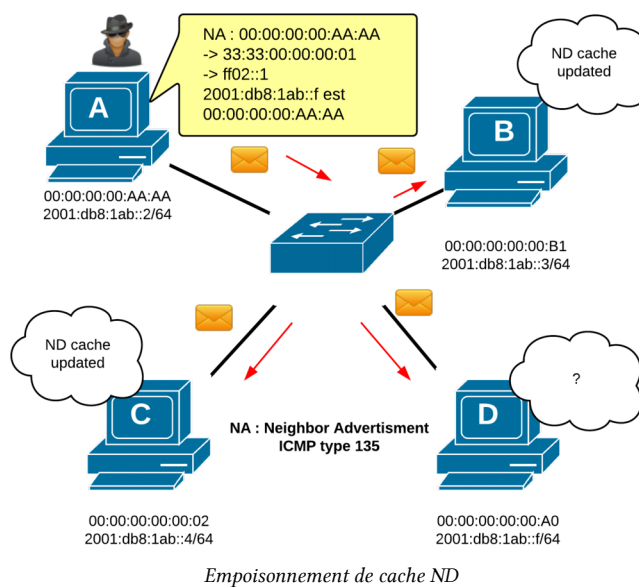 NA : 00:00:00:00:AA:AA
-> 33:33:00:00:00:01
-> ff02::1
2001:db8:1ab::f est
00:00:00:00:AA:AA
ND cache
updated
A
B
00:00:00:00:AA:AA
2001:db8:1ab::2/64
00:00:00:00:00:B1
2001:db8:1ab::3/64
ND cache
updated
?
C
NA : Neighbor Advertisment
ICMP type 135
D
00:00:00:00:00:02
2001:db8:1ab::4/64
00:00:00:00:00:A0
2001:db8:1ab::f/64
Empoisonnement de cache ND